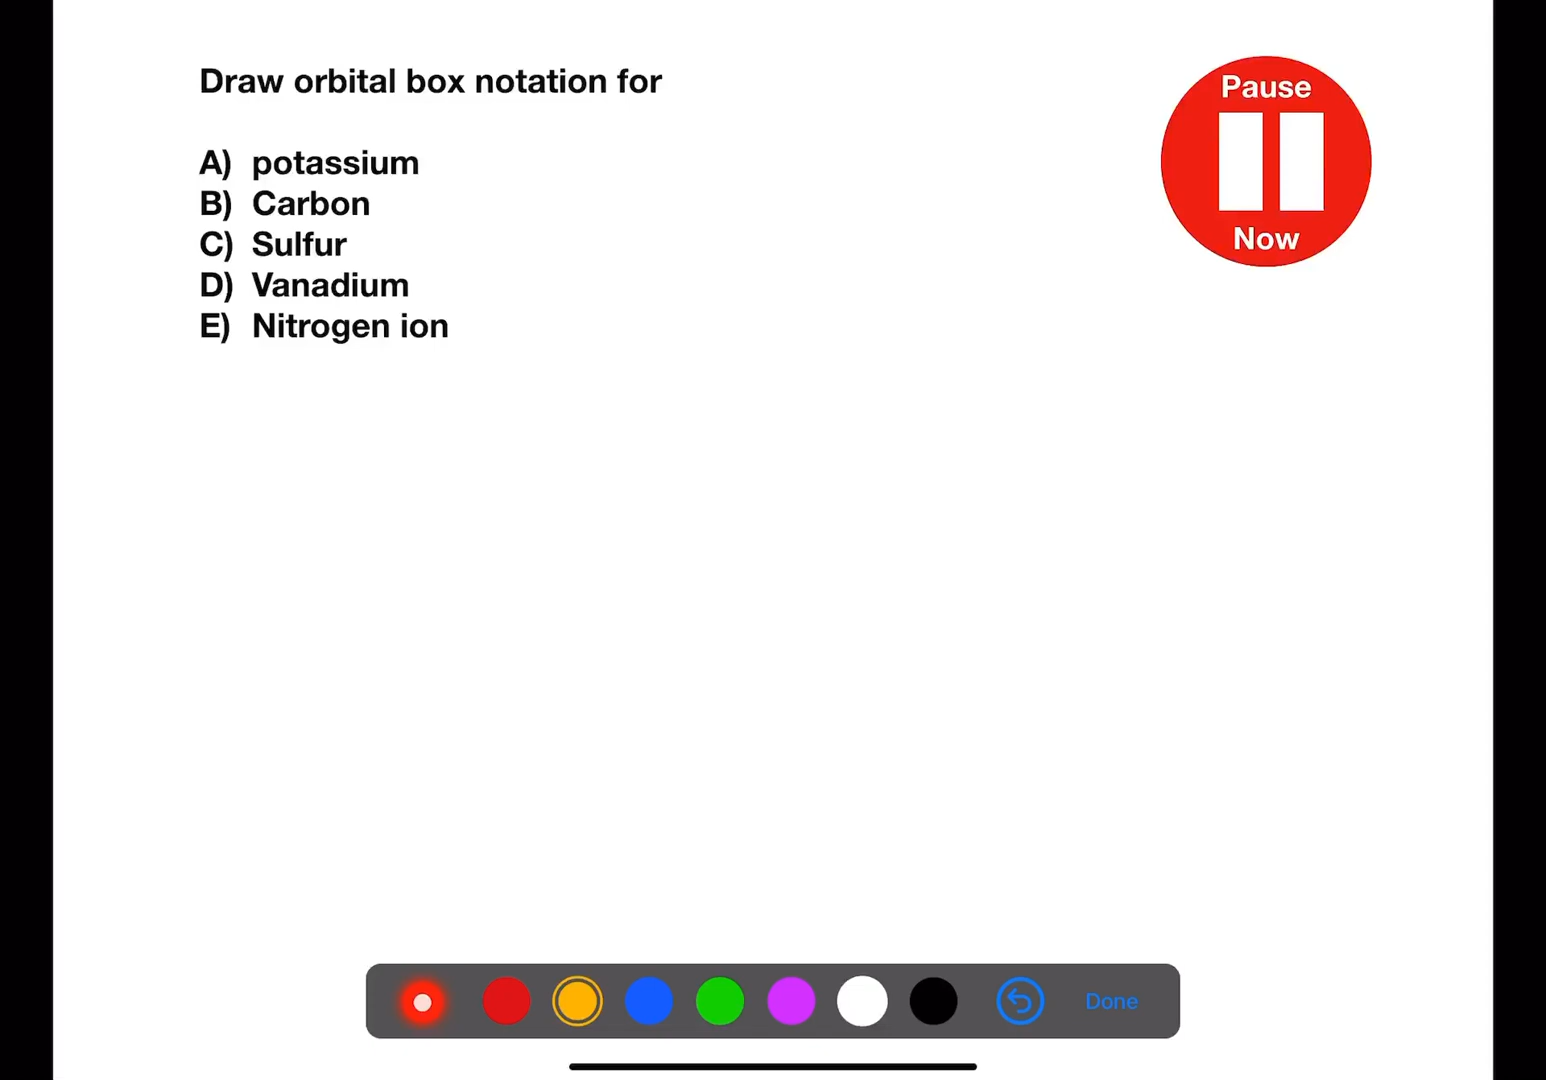 Draw orbital box notation for
A) potassium
B) Carbon
C) Sulfur
D) Vanadium
E) Nitrogen ion
Pause
Now
Done